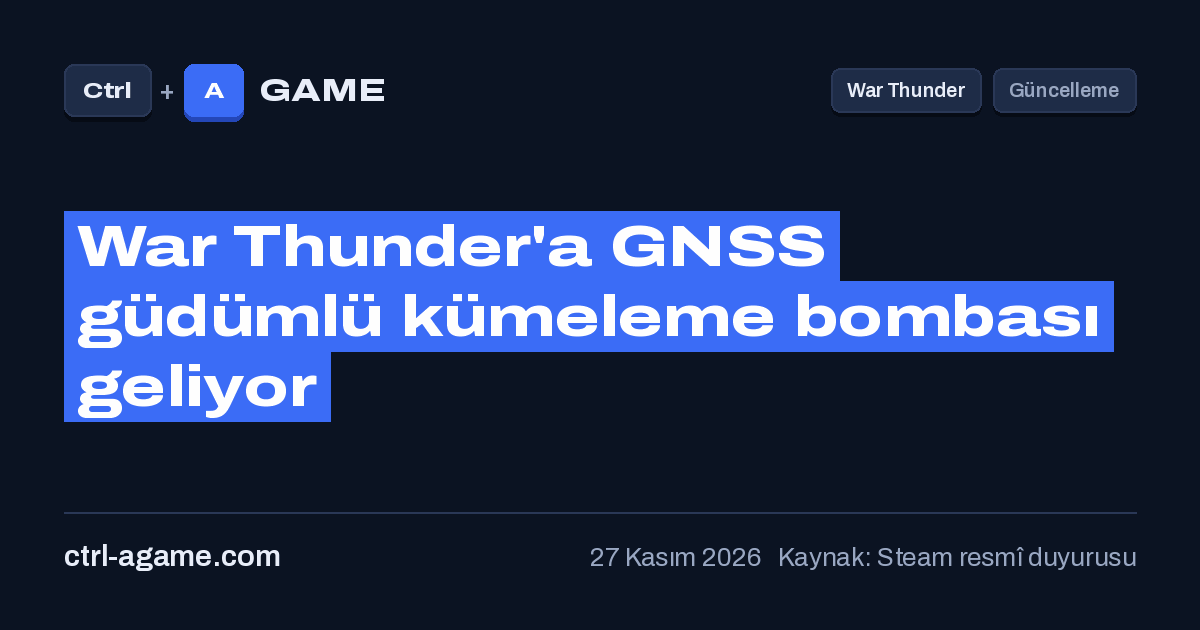 Ctrl + A GAME
War Thunder Güncelleme
War Thunder'a GNSS
güdümlü kümeleme bombası
geliyor
ctrl-agame.com
27 Kasım 2026 Kaynak: Steam resmî duyurusu